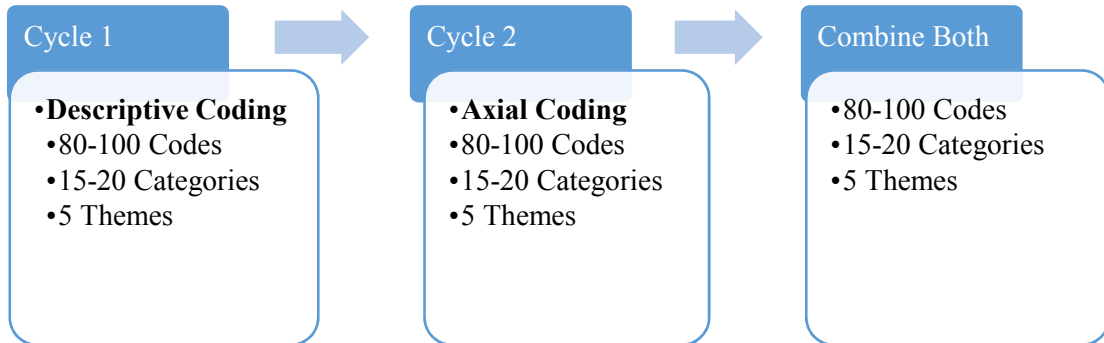 Cycle 1
•Descriptive Coding
•80-100 Codes
•15-20 Categories
•5 Themes
Cycle 2
•Axial Coding
•80-100 Codes
•15-20 Categories
•5 Themes
Combine Both
•80-100 Codes
•15-20 Categories
•5 Themes